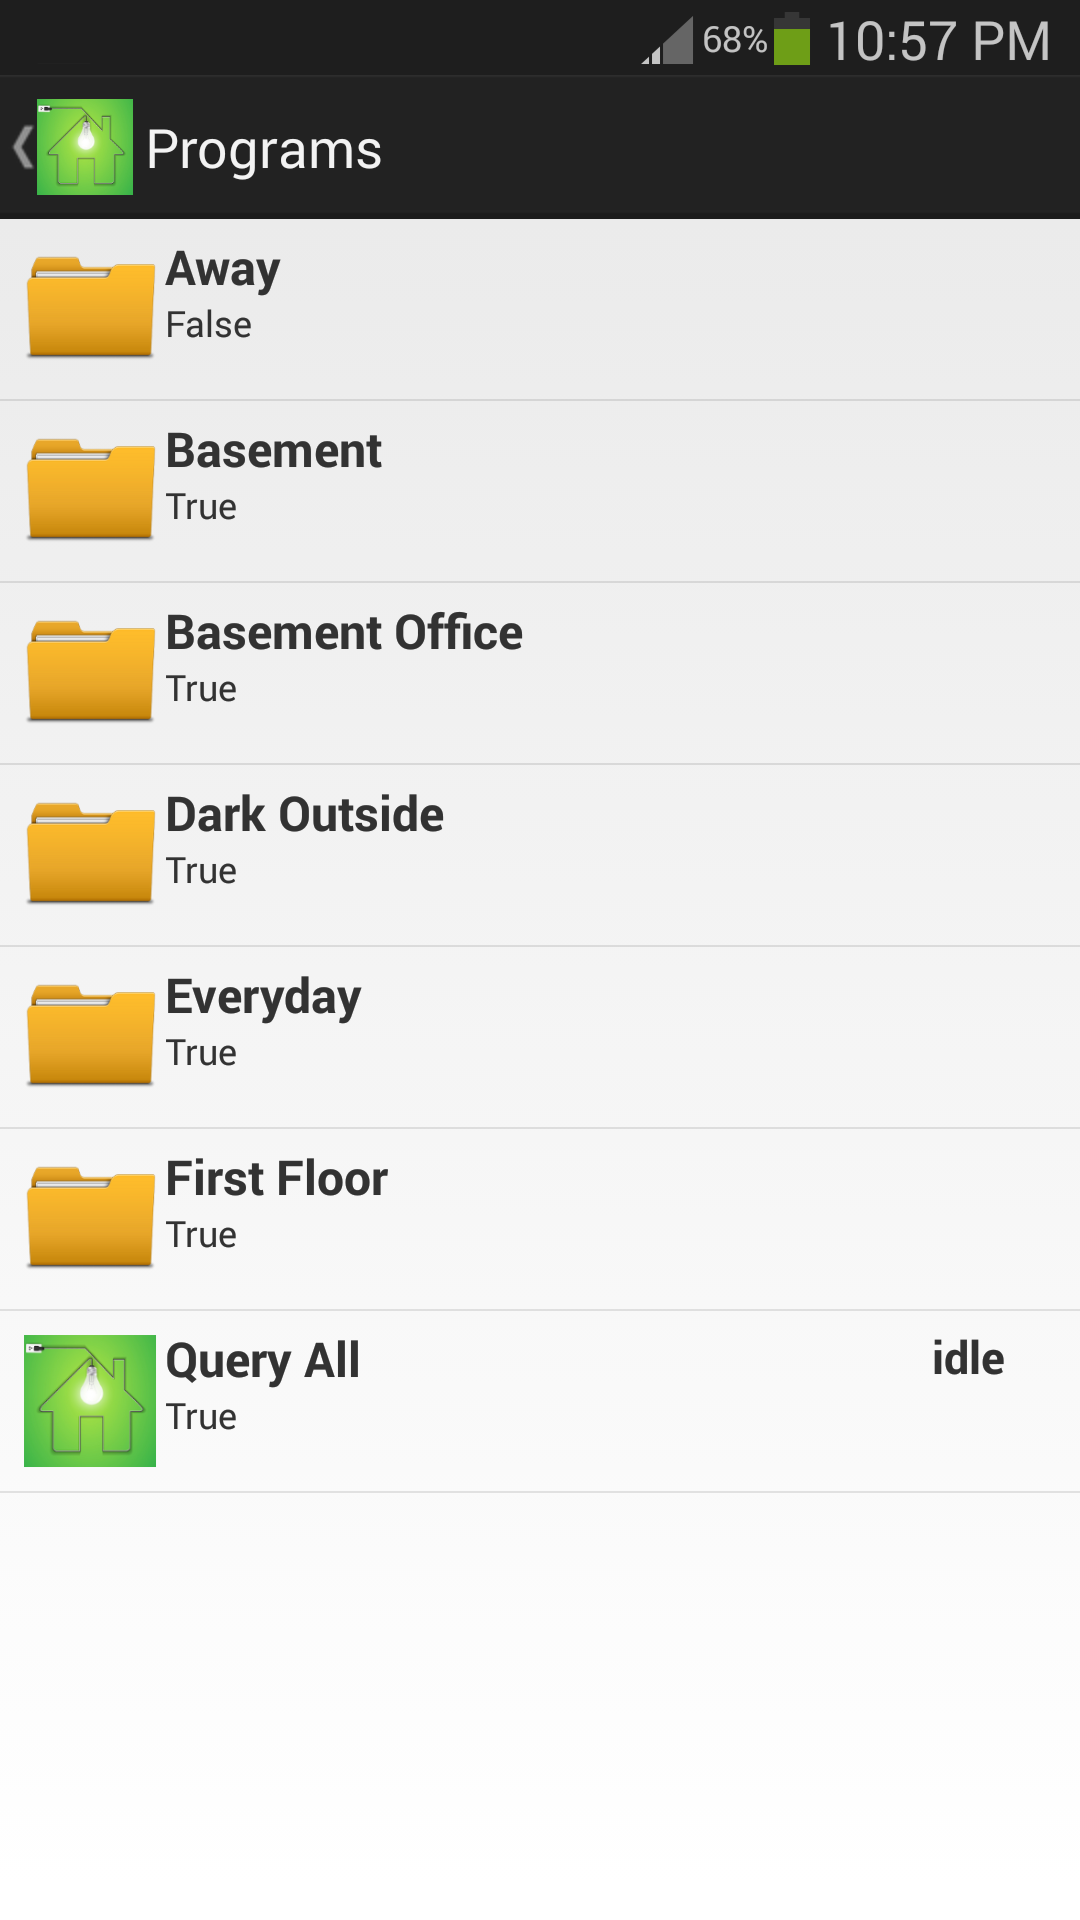 68% 10:57 PM
Programs
Away
False
Basement
True
Basement Office
True
Dark Outside
True
Everyday
True
First Floor
True
Query All idle
True